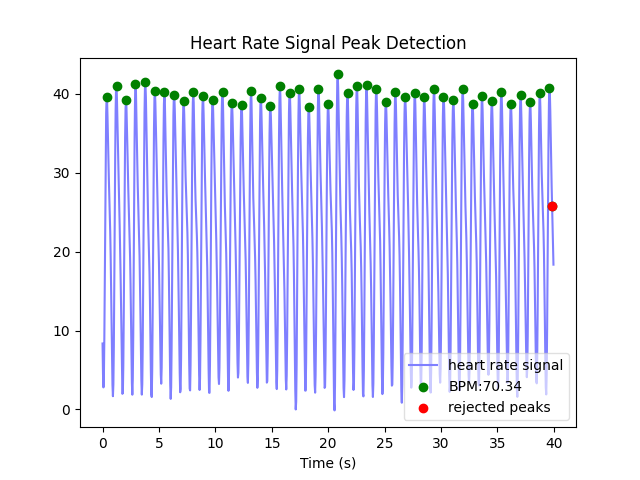 Heart Rate Signal Peak Detection
40
30
20
10
0
heart rate signal
BPM:70.34
rejected peaks
0 5 10 15 20 25 30 35 40
Time (s)